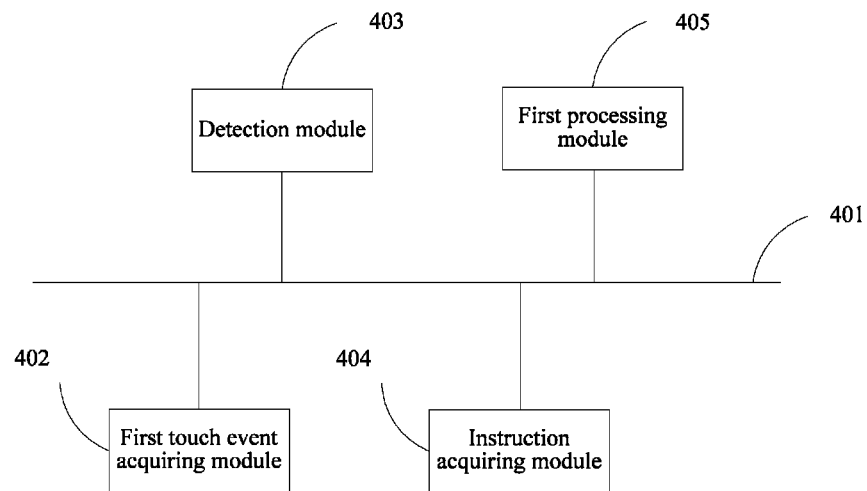 403
405
Detection module
First processing
module
401
402
404
First touch event
acquiring module
Instruction
acquiring module